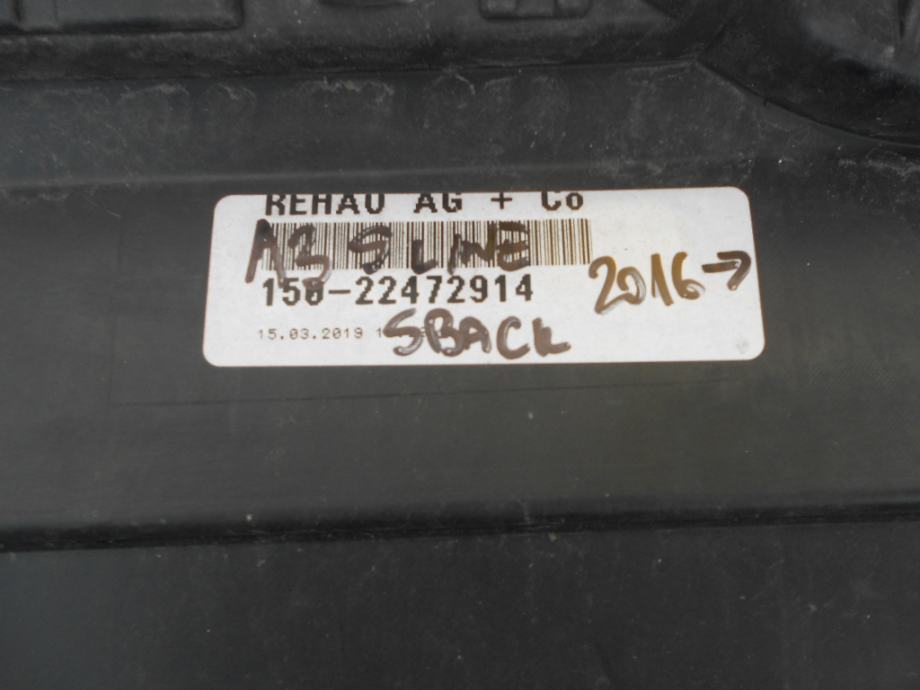 REHAU AG + Co
A3 S LINE
150-22472914
2016→
15.03.2019
SBACK